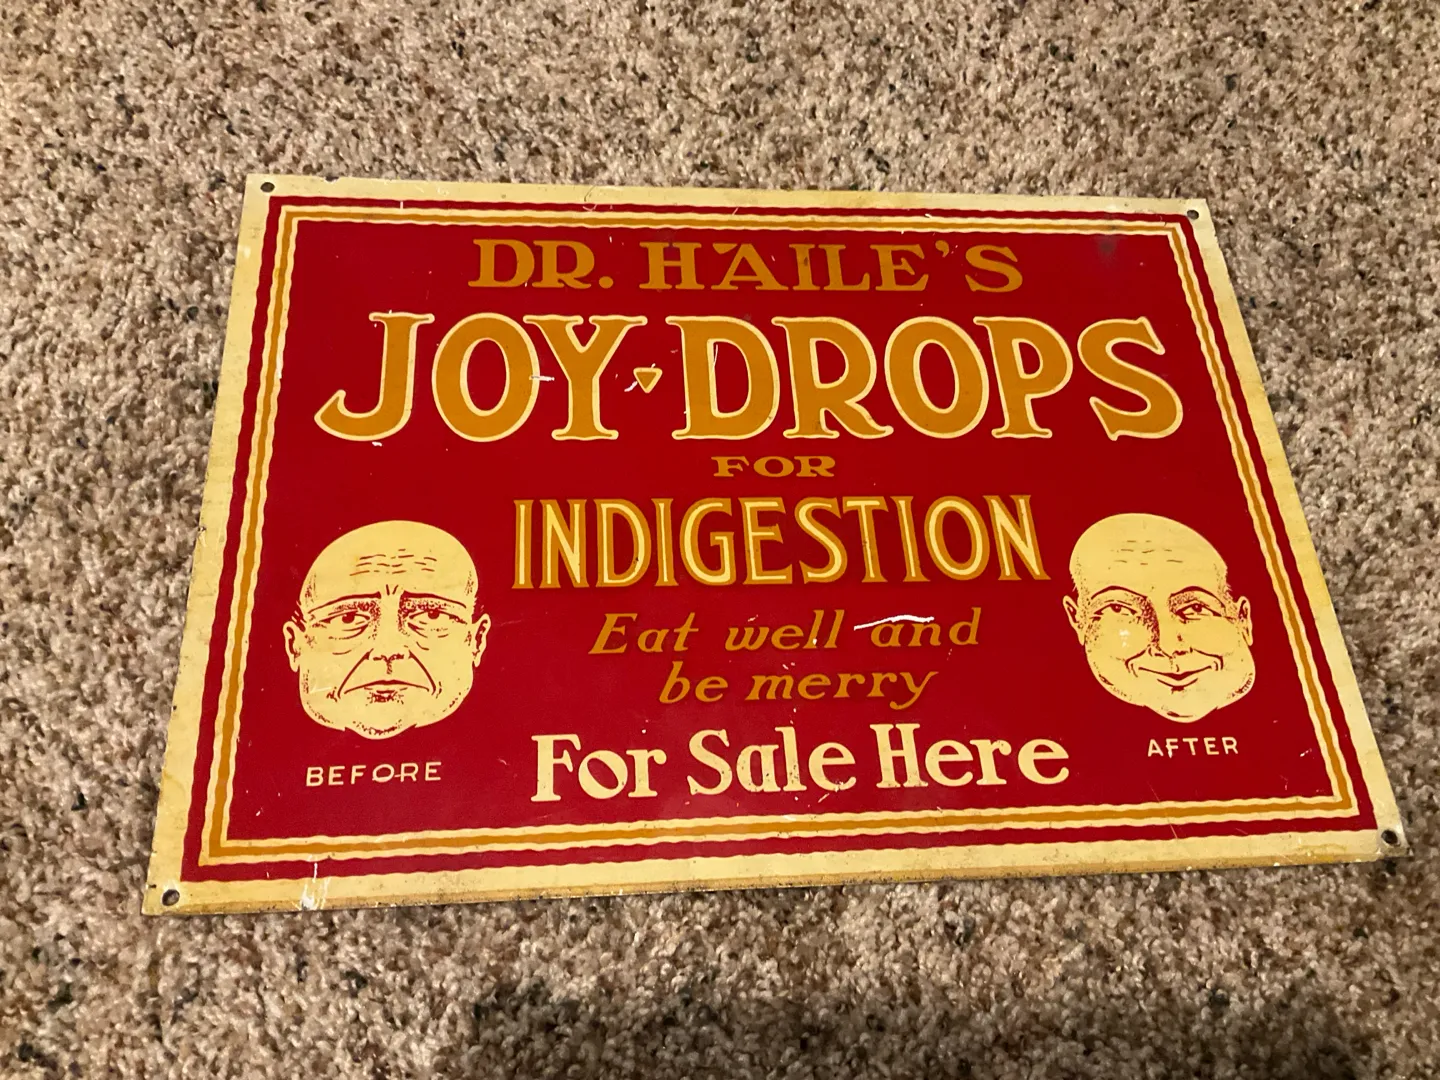 DR. HAILE'S
JOY · DROPS
FOR
INDIGESTION
Eat well and
be merry
For Sale Here
BEFORE
AFTER